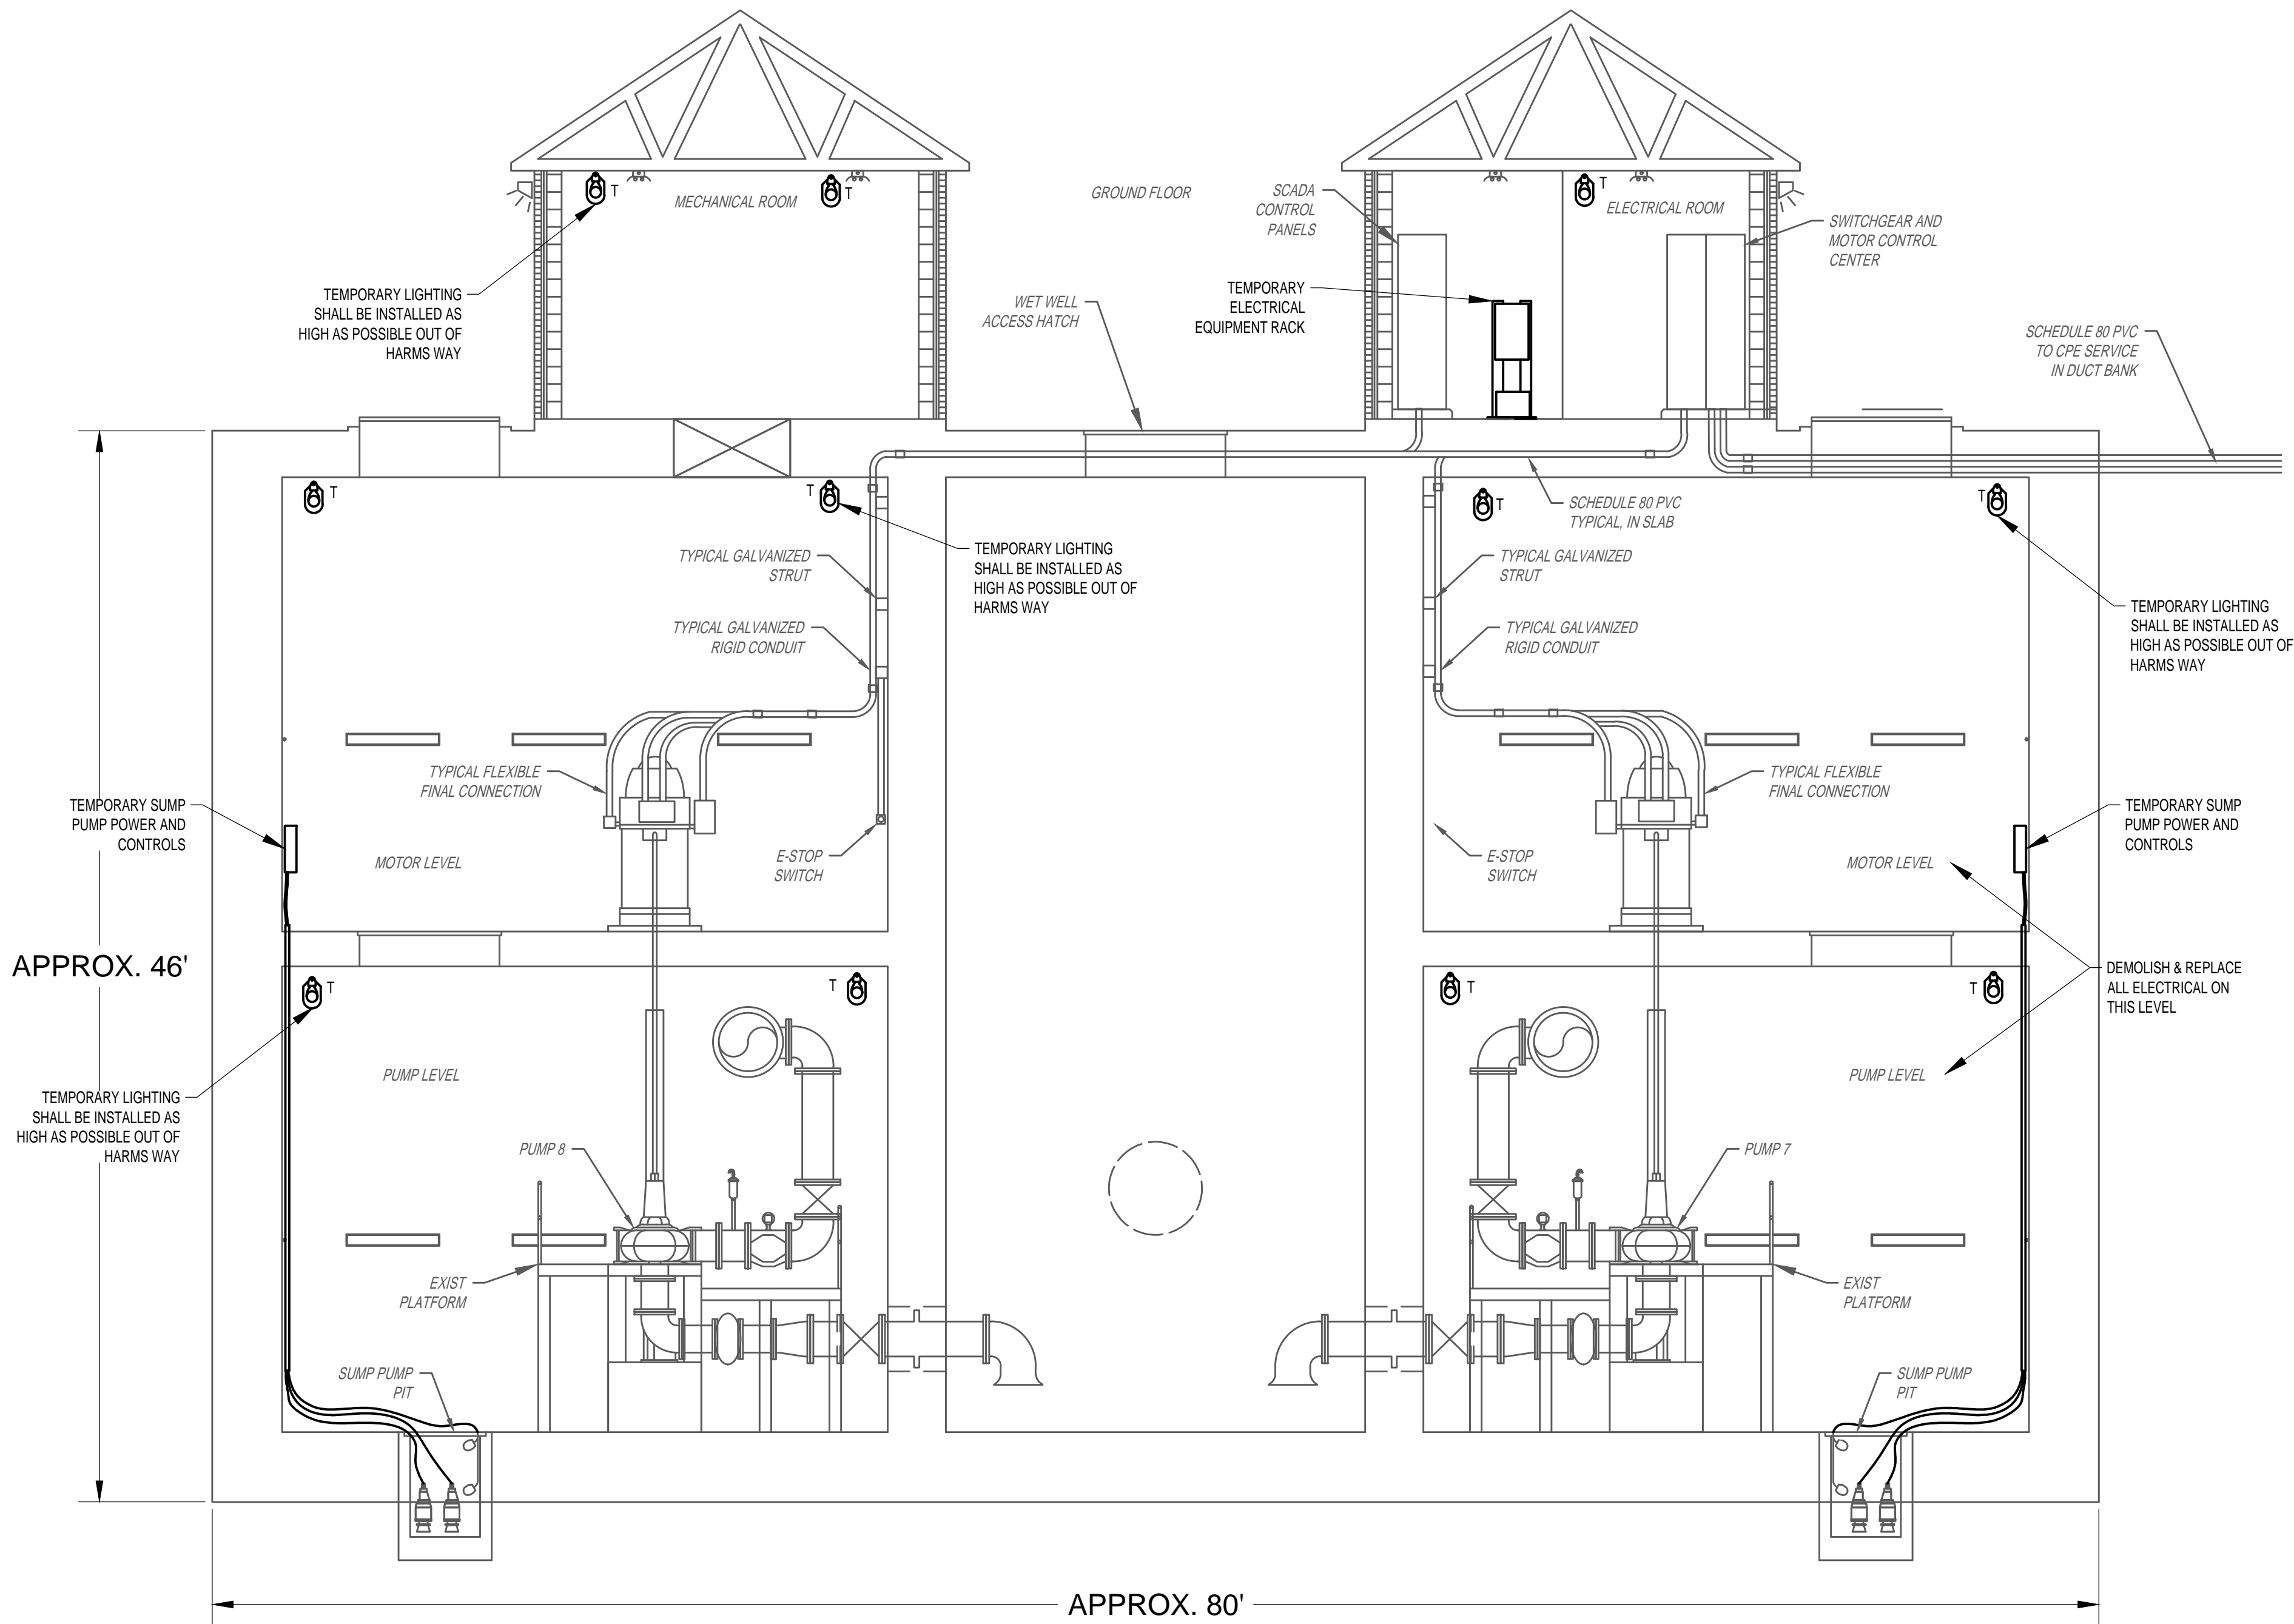 T
T
T
MECHANICAL ROOM
GROUND FLOOR
SCADA
CONTROL
PANELS
ELECTRICAL ROOM
SWITCHGEAR AND
MOTOR CONTROL
CENTER
TEMPORARY LIGHTING
SHALL BE INSTALLED AS
HIGH AS POSSIBLE OUT OF
HARMS WAY
WET WELL
ACCESS HATCH
TEMPORARY
ELECTRICAL
EQUIPMENT RACK
SCHEDULE 80 PVC
TO CPE SERVICE
IN DUCT BANK
T
T
T
T
SCHEDULE 80 PVC
TYPICAL, IN SLAB
TYPICAL GALVANIZED
STRUT
TEMPORARY LIGHTING
SHALL BE INSTALLED AS
HIGH AS POSSIBLE OUT OF
HARMS WAY
TYPICAL GALVANIZED
STRUT
TEMPORARY LIGHTING
SHALL BE INSTALLED AS
HIGH AS POSSIBLE OUT OF
HARMS WAY
TYPICAL GALVANIZED
RIGID CONDUIT
TYPICAL GALVANIZED
RIGID CONDUIT
TYPICAL FLEXIBLE
FINAL CONNECTION
TYPICAL FLEXIBLE
FINAL CONNECTION
TEMPORARY SUMP
PUMP POWER AND
CONTROLS
TEMPORARY SUMP
PUMP POWER AND
CONTROLS
MOTOR LEVEL
E-STOP
SWITCH
E-STOP
SWITCH
MOTOR LEVEL
APPROX. 46'
DEMOLISH & REPLACE
ALL ELECTRICAL ON
THIS LEVEL
T
T
T
T
PUMP LEVEL
PUMP LEVEL
TEMPORARY LIGHTING
SHALL BE INSTALLED AS
HIGH AS POSSIBLE OUT OF
HARMS WAY
PUMP 8
PUMP 7
EXIST
PLATFORM
EXIST
PLATFORM
SUMP PUMP
PIT
SUMP PUMP
PIT
APPROX. 80'